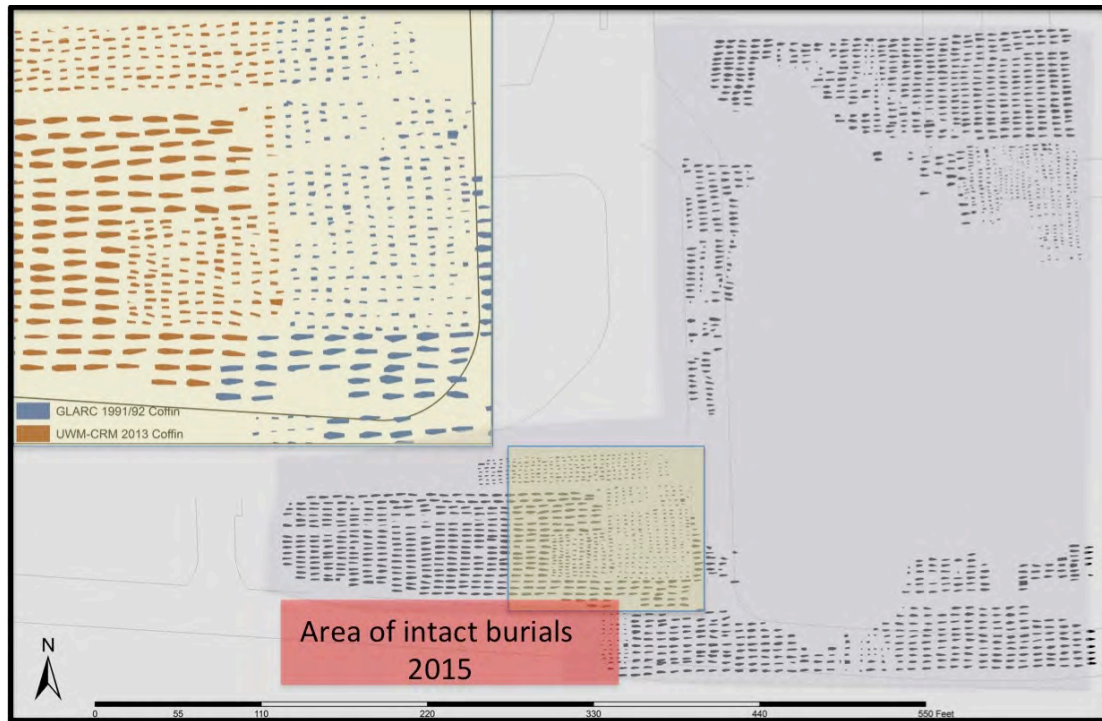 GLARC 1991/92 Coffin
UWM-CRM 2013 Coffin
Area of intact burials
2015
N
0 55 110 220 330 440 550 Feet